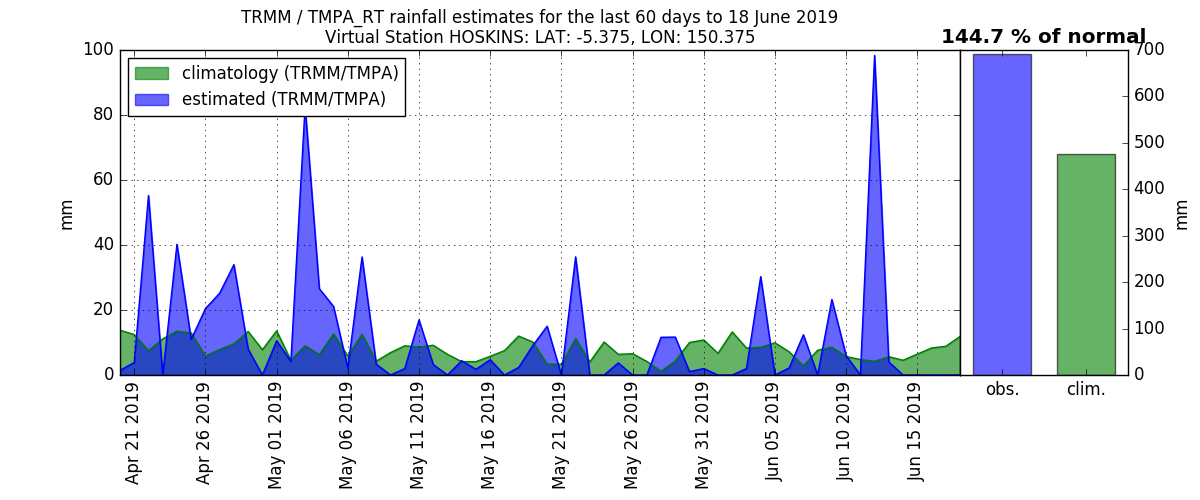 TRMM / TMPA_RT rainfall estimates for the last 60 days to 18 June 2019
Virtual Station HOSKINS: LAT: -5.375, LON: 150.375
144.7 % of normal
climatology (TRMM/TMPA)
estimated (TRMM/TMPA)
100
80
60
40
20
0
mm
Apr 21 2019
Apr 26 2019
May 01 2019
May 06 2019
May 11 2019
May 16 2019
May 21 2019
May 26 2019
May 31 2019
Jun 05 2019
Jun 10 2019
Jun 15 2019
700
600
500
400
300
200
100
0
mm
obs.
clim.